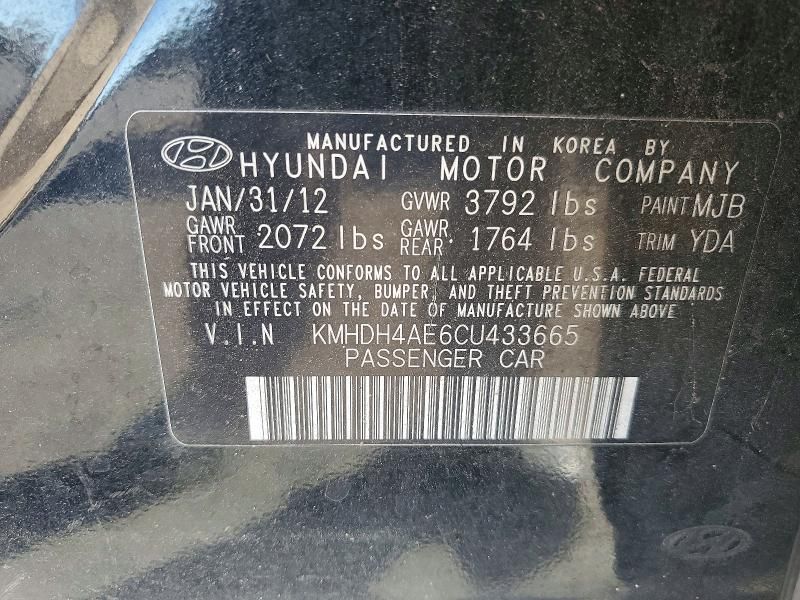 MANUFACTURED IN KOREA BY
HYUNDAI MOTOR COMPANY
JAN/31/12 GVWR 3792 lbs PAINT MJB
GAWR FRONT 2072 lbs GAWR REAR. 1764 lbs TRIM YDA
THIS VEHICLE CONFORMS TO ALL APPLICABLE U.S.A. FEDERAL
MOTOR VEHICLE SAFETY, BUMPER, AND THEFT PREVENTION STANDARDS
IN EFFECT ON THE DATE OF MANUFACTURE SHOWN ABOVE
V.I.N KMHDH4AE6CU433665
PASSENGER CAR